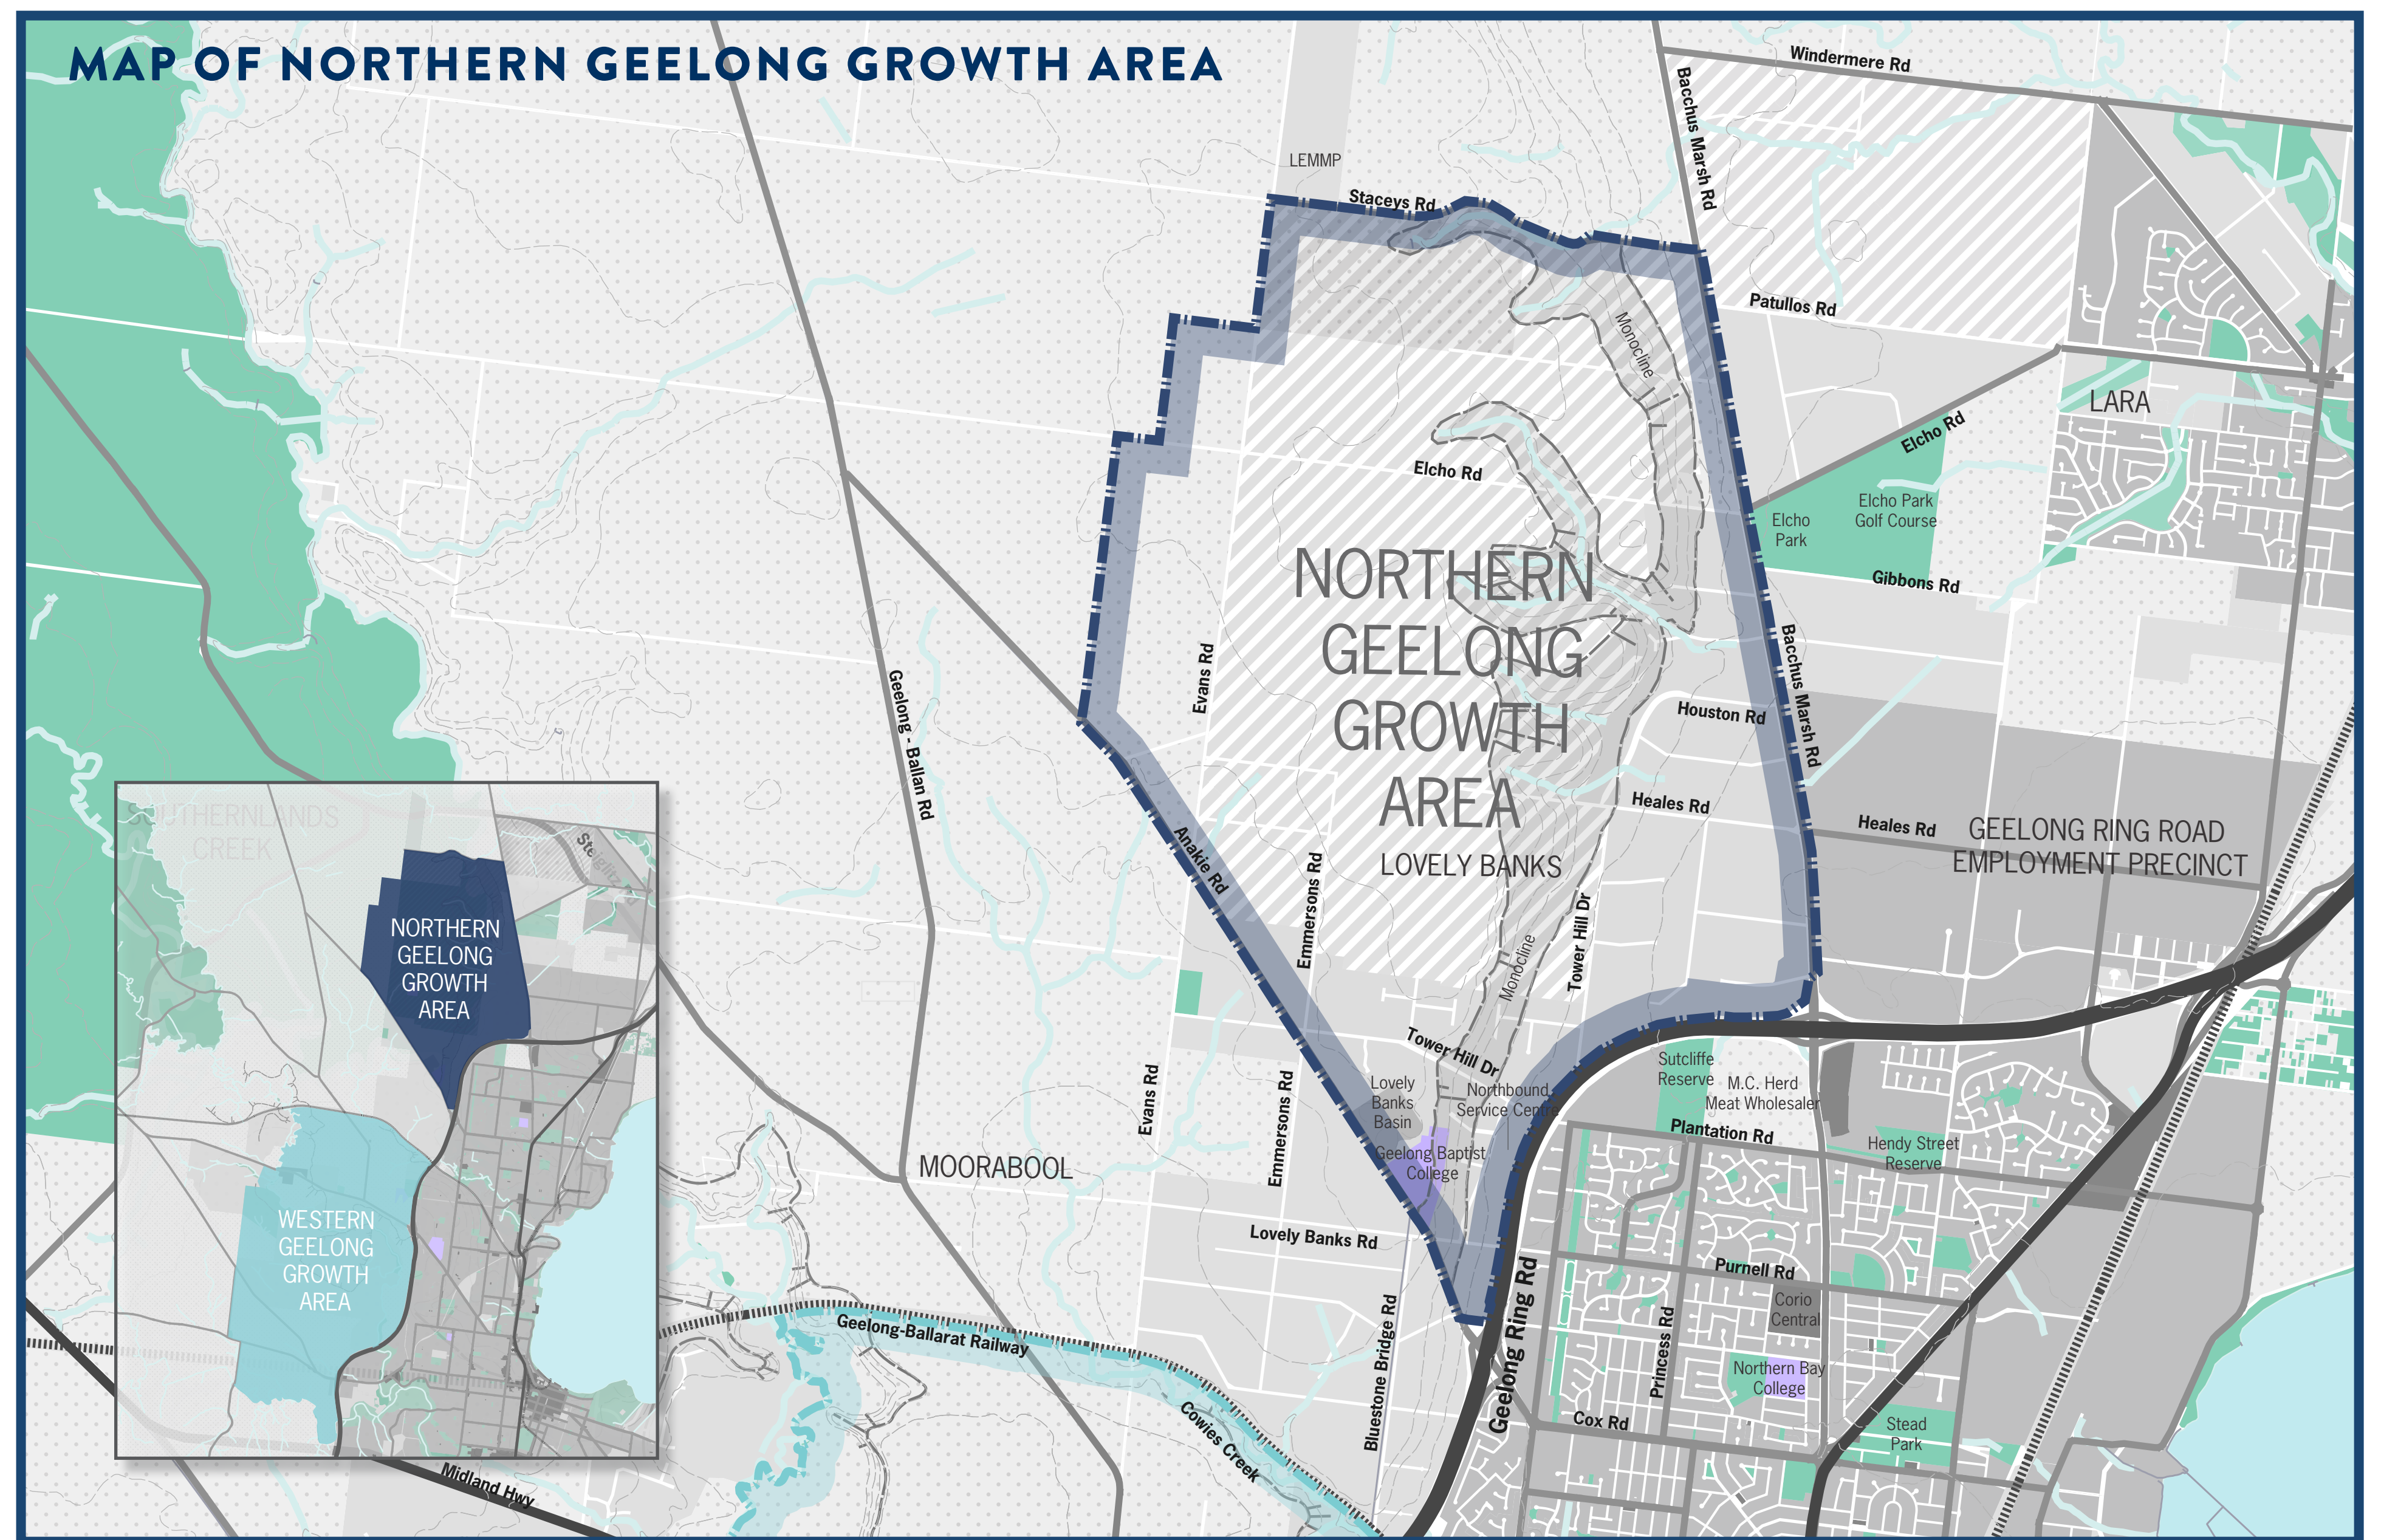 MAP OF NORTHERN GEELONG GROWTH AREA
Windermere Rd
Bacchus Marsh Rd
LEMMP
Staceys Rd
Patullos Rd
Monocline
LARA
Elcho Rd
Elcho Rd
Elcho Park
Golf Course
Elcho
Park
Gibbons Rd
NORTHERN
GEELONG
GROWTH
AREA
LOVELY BANKS
Evans Rd
Geelong - Ballan Rd
Bacchus Marsh Rd
Houston Rd
Heales Rd
Heales Rd
GEELONG RING ROAD
EMPLOYMENT PRECINCT
Anakie Rd
Emmersons Rd
Tower Hill Dr
Monocline
SOUTHERNLANDS
CREEK
NORTHERN
GEELONG
GROWTH
AREA
WESTERN
GEELONG
GROWTH
AREA
Tower Hill Dr
Sutcliffe
Reserve
M.C. Herd
Meat Wholesaler
Lovely
Banks
Basin
Northbound
Service Centre
Evans Rd
Emmersons Rd
Plantation Rd
Hendy Street
Reserve
Geelong Baptist
College
MOORABOOL
Lovely Banks Rd
Purnell Rd
Corio
Central
Geelong-Ballarat Railway
Bluestone Bridge Rd
Geelong Ring Rd
Princess Rd
Northern Bay
College
Cowies Creek
Cox Rd
Stead
Park
Midland Hwy